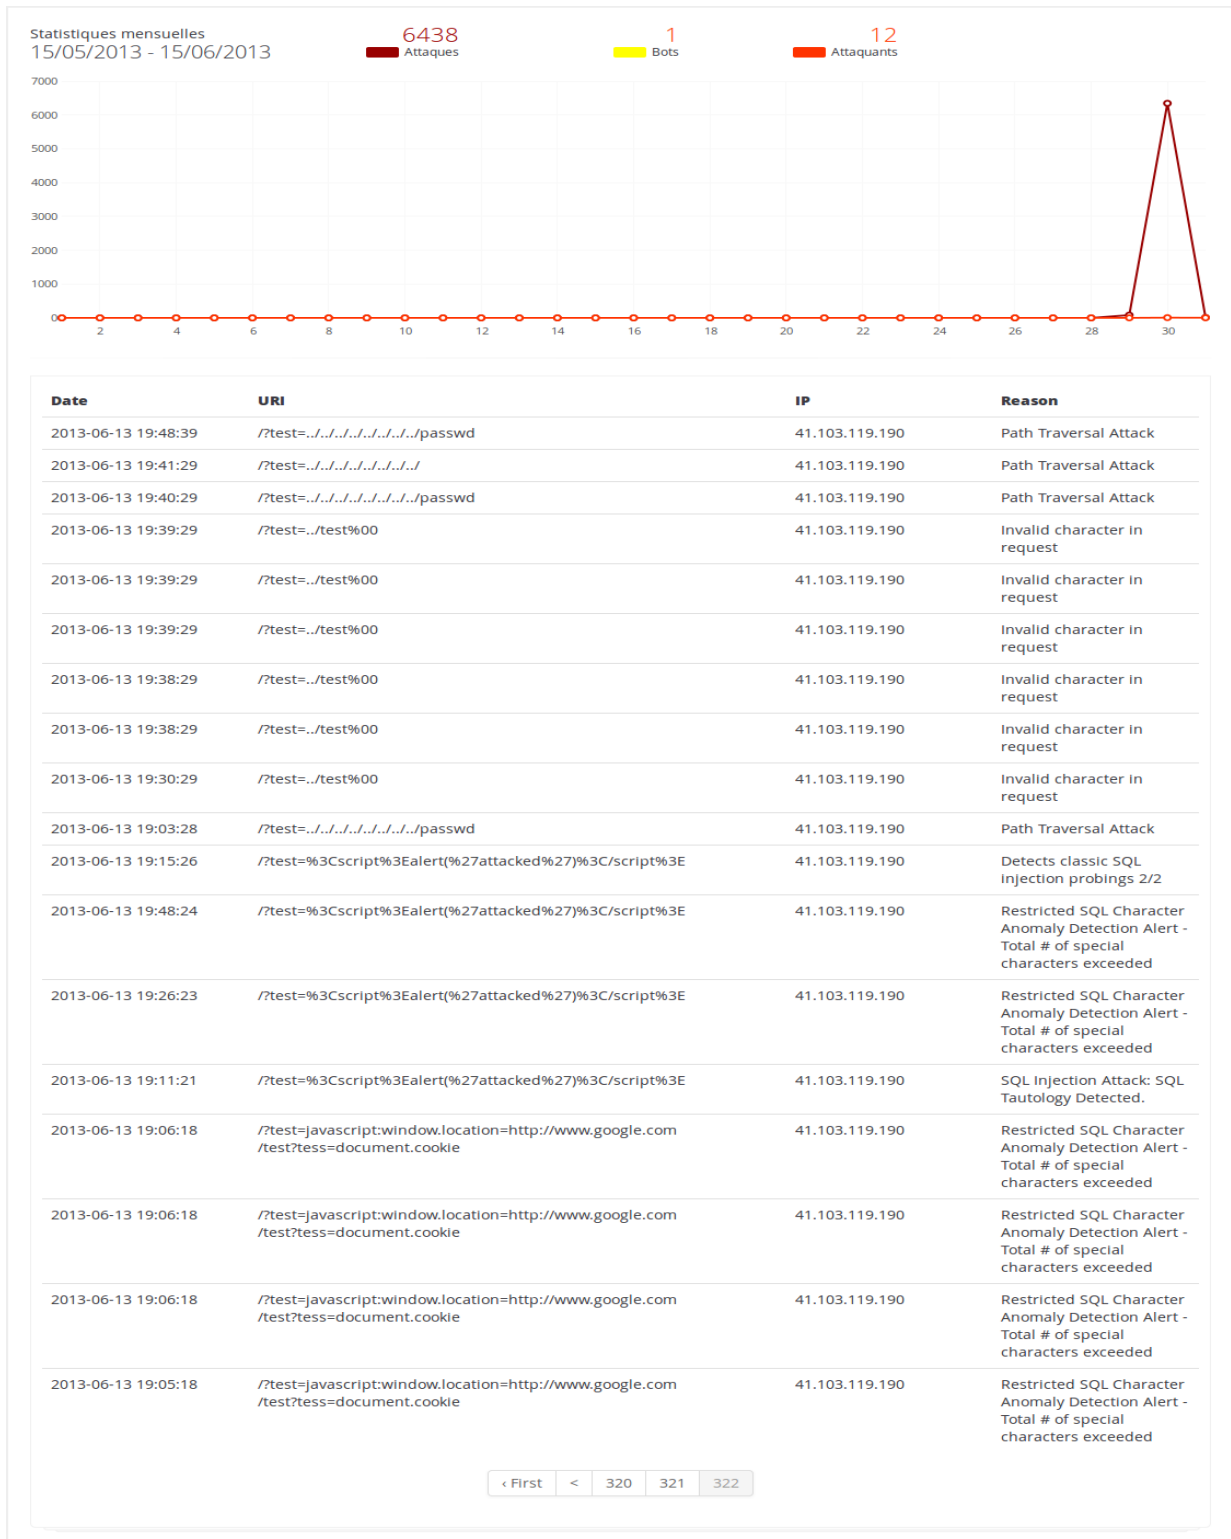 Statistiques mensuelles
15/05/2013 - 15/06/2013
6438
Attaques
1
Bots
12
Attaquants
7000
6000
5000
4000
3000
2000
1000
0
2 4 6 8 10 12 14 16 18 20 22 24 26 28 30
Date URI IP Reason
2013-06-13 19:48:39 /?test=../../../../../../../../passwd 41.103.119.190 Path Traversal Attack
2013-06-13 19:41:29 /?test=../../../../../../../../ 41.103.119.190 Path Traversal Attack
2013-06-13 19:40:29 /?test=../../../../../../../../passwd 41.103.119.190 Path Traversal Attack
2013-06-13 19:39:29 /?test=../test%00 41.103.119.190 Invalid character in
request
2013-06-13 19:39:29 /?test=../test%00 41.103.119.190 Invalid character in
request
2013-06-13 19:39:29 /?test=../test%00 41.103.119.190 Invalid character in
request
2013-06-13 19:38:29 /?test=../test%00 41.103.119.190 Invalid character in
request
2013-06-13 19:38:29 /?test=../test%00 41.103.119.190 Invalid character in
request
2013-06-13 19:30:29 /?test=../test%00 41.103.119.190 Invalid character in
request
2013-06-13 19:03:28 /?test=../../../../../../../../passwd 41.103.119.190 Path Traversal Attack
2013-06-13 19:15:26 /?test=%3Cscript%3Ealert(%27attacked%27)%3C/script%3E 41.103.119.190 Detects classic SQL
injection probings 2/2
2013-06-13 19:48:24 /?test=%3Cscript%3Ealert(%27attacked%27)%3C/script%3E 41.103.119.190 Restricted SQL Character
Anomaly Detection Alert -
Total # of special
characters exceeded
2013-06-13 19:26:23 /?test=%3Cscript%3Ealert(%27attacked%27)%3C/script%3E 41.103.119.190 Restricted SQL Character
Anomaly Detection Alert -
Total # of special
characters exceeded
2013-06-13 19:11:21 /?test=%3Cscript%3Ealert(%27attacked%27)%3C/script%3E 41.103.119.190 SQL Injection Attack: SQL
Tautology Detected.
2013-06-13 19:06:18 /?test=javascript:window.location=http://www.google.com 41.103.119.190 Restricted SQL Character
/test?tess=document.cookie Anomaly Detection Alert -
Total # of special
characters exceeded
2013-06-13 19:06:18 /?test=javascript:window.location=http://www.google.com 41.103.119.190 Restricted SQL Character
/test?tess=document.cookie Anomaly Detection Alert -
Total # of special
characters exceeded
2013-06-13 19:06:18 /?test=javascript:window.location=http://www.google.com 41.103.119.190 Restricted SQL Character
/test?tess=document.cookie Anomaly Detection Alert -
Total # of special
characters exceeded
2013-06-13 19:05:18 /?test=javascript:window.location=http://www.google.com 41.103.119.190 Restricted SQL Character
/test?tess=document.cookie Anomaly Detection Alert -
Total # of special
characters exceeded
‹ First < 320 321 322